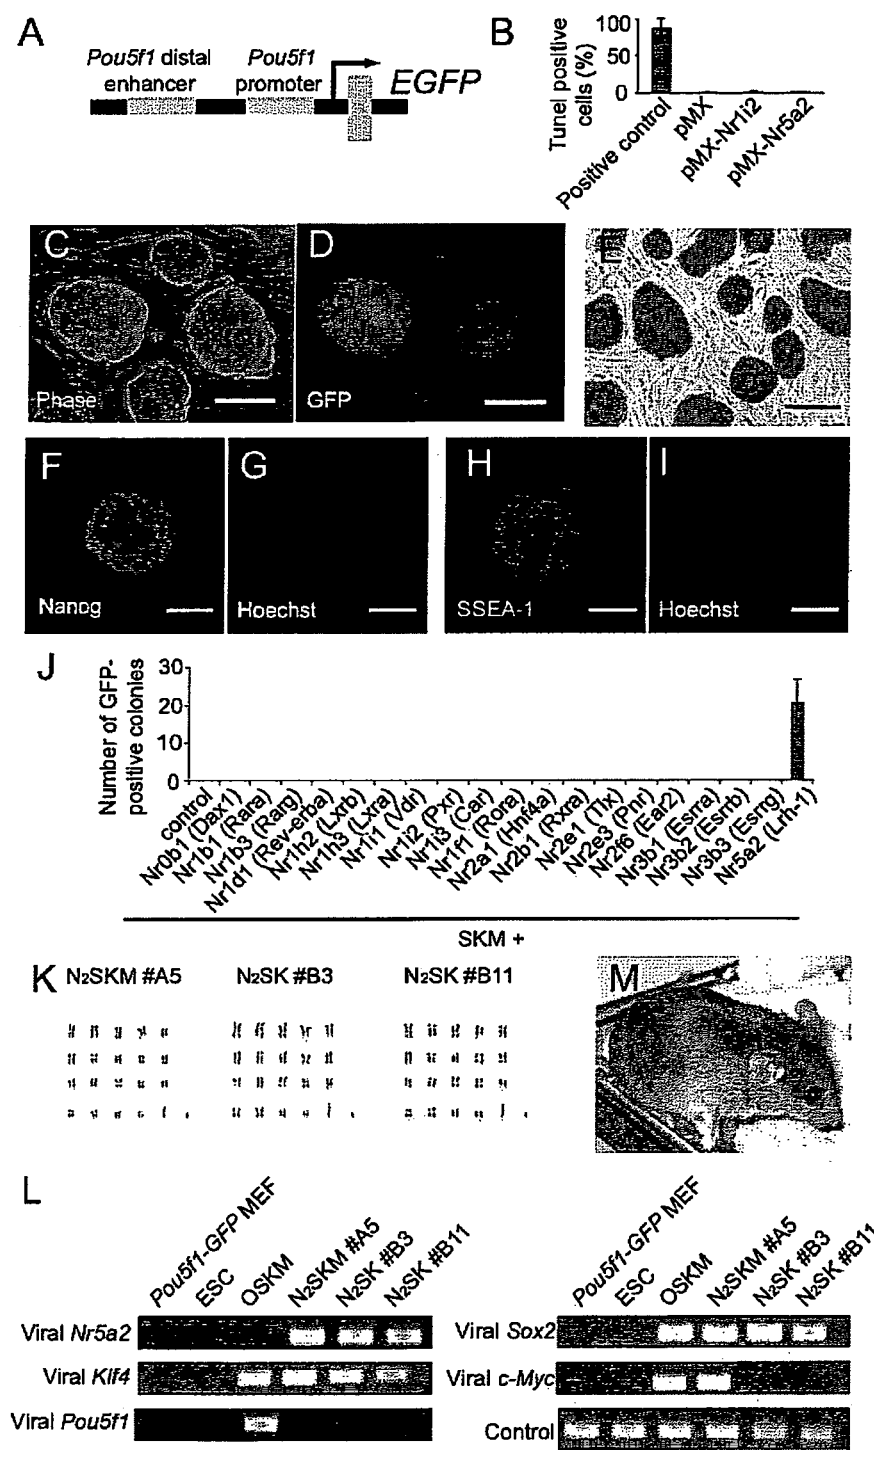 A
Pou5f1 distal enhancer
Pou5f1 promoter
EGFP
B
Tunel positive cells (%)
100
50
0
Positive control
pMX
pMX-Nr1i2
pMX-Nr5a2
C
Phase
D
GFP
E
F
Nanog
G
Hoechst
H
SSEA-1
I
Hoechst
J
Number of GFP-positive colonies
30
20
10
0
control
Nr0b1 (Dax1)
Nr1b1 (Rara)
Nr1b3 (Rarg)
Nr1d1 (Rev-erba)
Nr1h2 (Lxrb)
Nr1h3 (Lxra)
Nr1i1 (Vdr)
Nr1i2 (Pxr)
Nr1i3 (Car)
Nr1f1 (Rora)
Nr2a1 (Hnf4a)
Nr2b1 (Rxra)
Nr2e1 (Tlx)
Nr2e3 (Pnr)
Nr2f6 (Ear2)
Nr3b1 (Esrra)
Nr3b2 (Esrrb)
Nr3b3 (Esrrg)
Nr5a2 (Lrh-1)
SKM +
K
N2SKM #A5
N2SK #B3
N2SK #B11
M
L
Pou5f1-GFP MEF
ESC
OSKM
N2SKM #A5
N2SK #B3
N2SK #B11
Viral Nr5a2
Viral Klf4
Viral Pou5f1
Pou5f1-GFP MEF
ESC
OSKM
N2SKM #A5
N2SK #B3
N2SK #B11
Viral Sox2
Viral c-Myc
Control